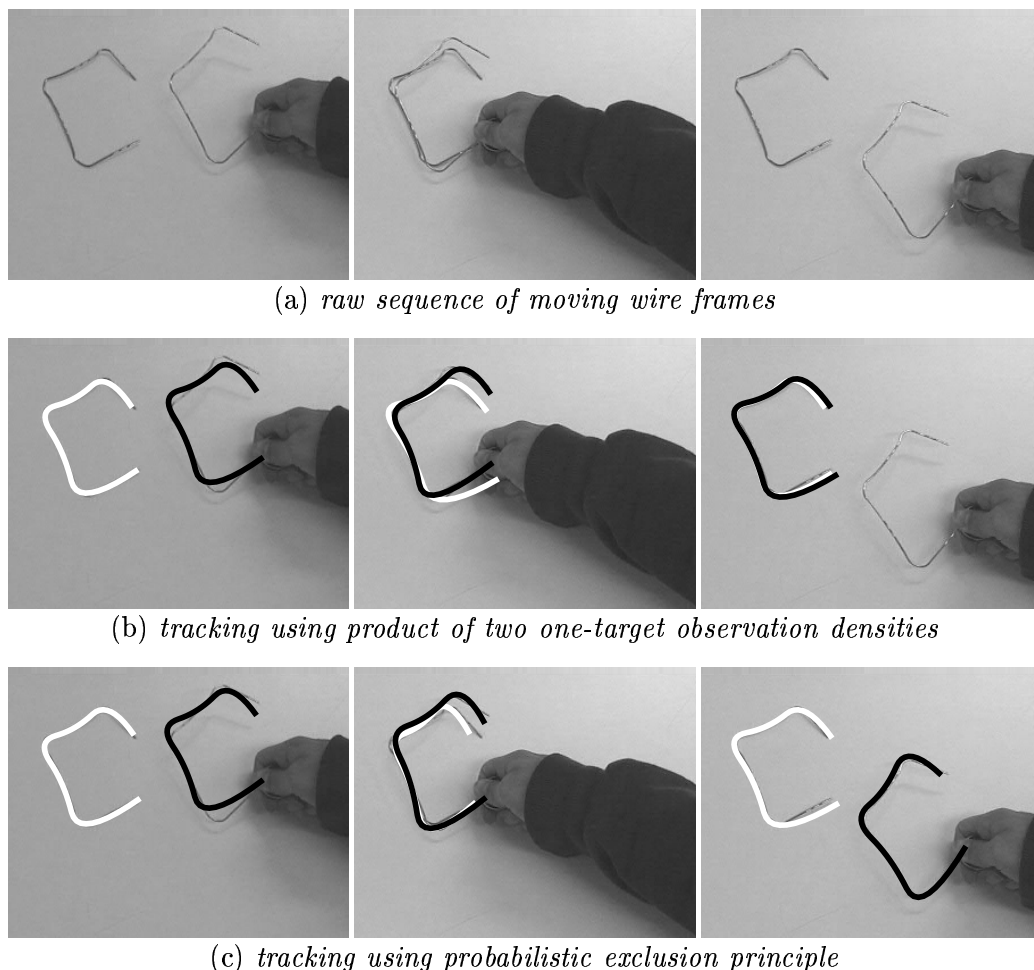 (a) raw sequence of moving wire frames
(b) tracking using product of two one-target observation densities
(c) tracking using probabilistic exclusion principle